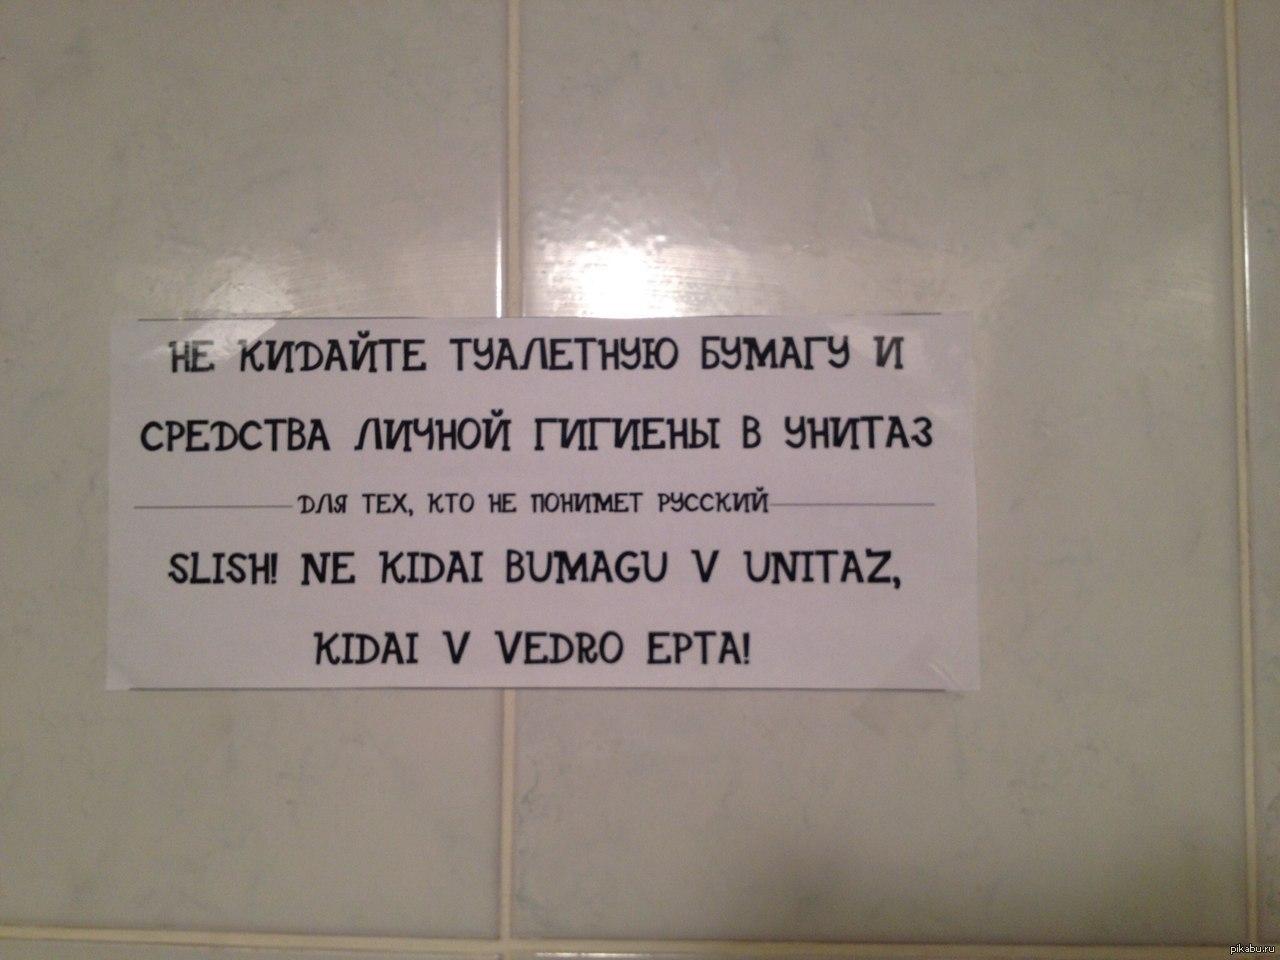 НЕ КИДАЙТЕ ТУАЛЕТНУЮ БУМАГУ И
СРЕДСТВА ЛИЧНОЙ ГИГИЕНЫ В УНИТАЗ
ДЛЯ ТЕХ, КТО НЕ ПОНИМЕТ РУССКИЙ
SLISH! NE KIDAI BUMAGU V UNITAZ,
KIDAI V VEDRO EPTA!
pikabu.ru